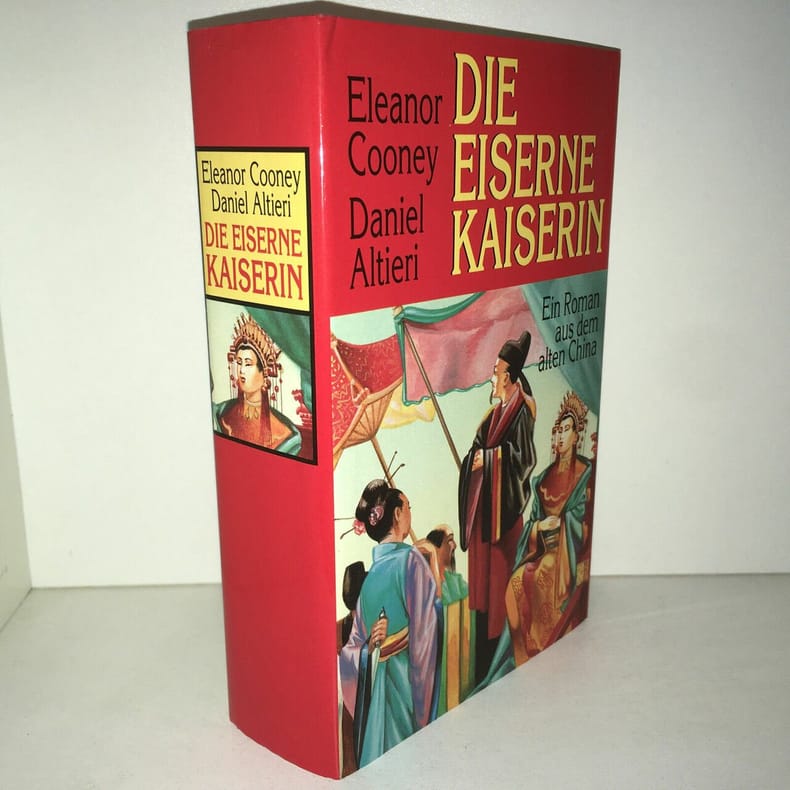 Eleanor Cooney
Daniel Altieri
DIE EISERNE
KAISERIN
Eleanor
Cooney
Daniel
Altieri
DIE
EISERNE
KAISERIN
Ein Roman
aus dem
alten China